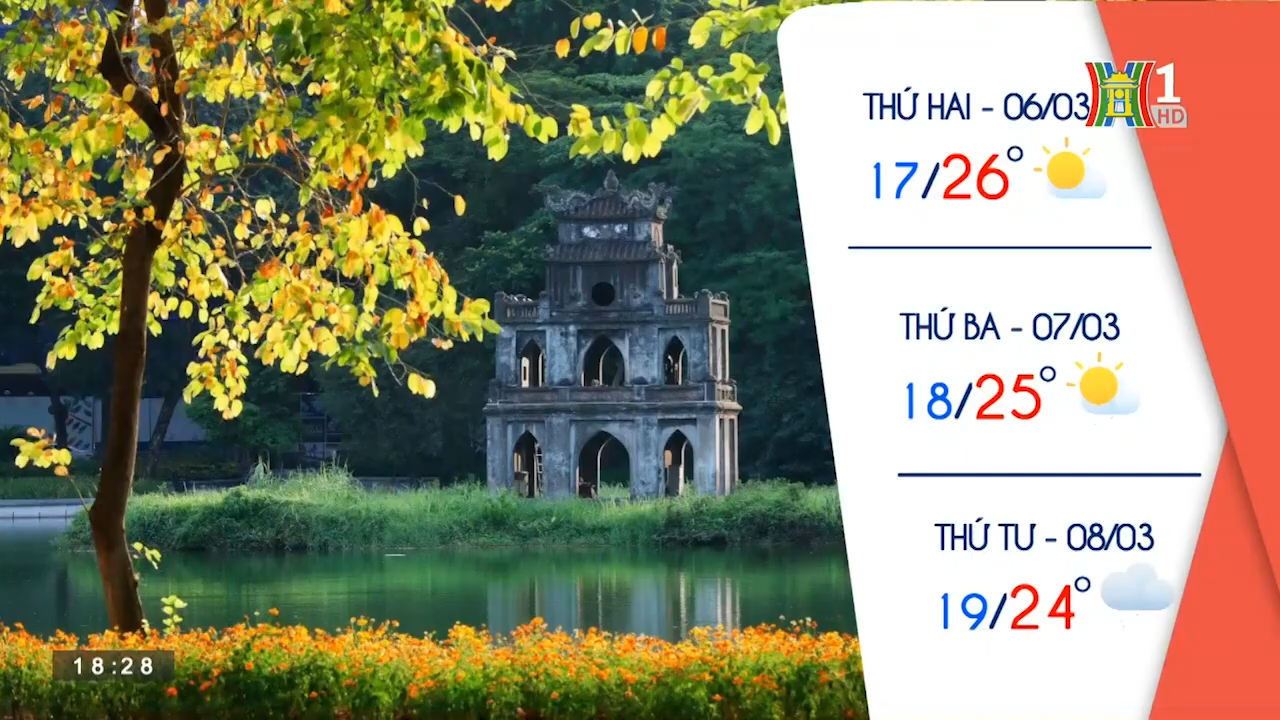 THỨ HAI - 06/03
1
HD
17/26°
THỨ BA - 07/03
18/25°
THỨ TƯ - 08/03
19/24°
18:28